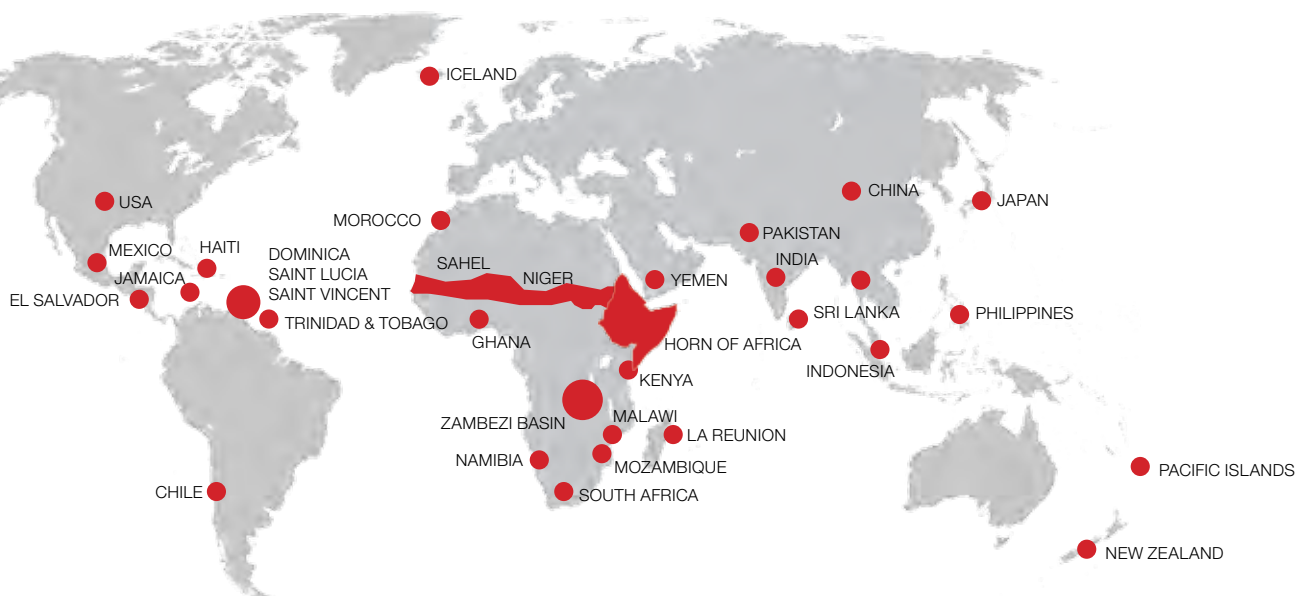 ICELAND
USA
CHINA
JAPAN
MOROCCO
PAKISTAN
MEXICO
HAITI
DOMINICA
SAINT LUCIA
SAINT VINCENT
JAMAICA
EL SALVADOR
TRINIDAD & TOBAGO
SAHEL
NIGER
YEMEN
INDIA
SRI LANKA
PHILIPPINES
GHANA
HORN OF AFRICA
INDONESIA
KENYA
ZAMBEZI BASIN
MALAWI
LA REUNION
NAMIBIA
MOZAMBIQUE
PACIFIC ISLANDS
CHILE
SOUTH AFRICA
NEW ZEALAND